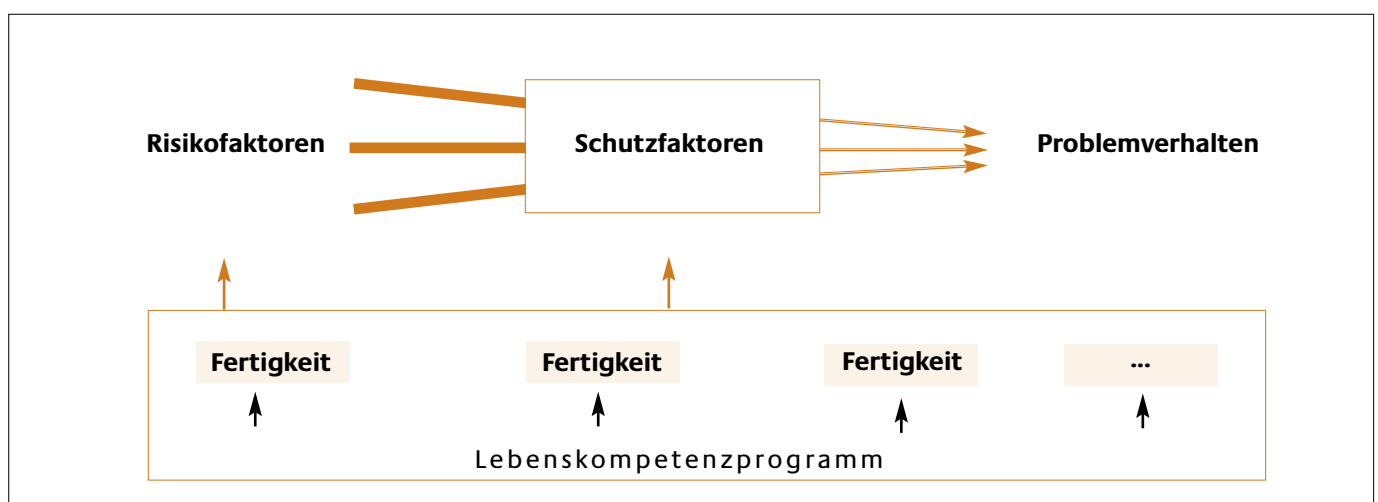 Risikofaktoren Schutzfaktoren Problemverhalten
Fertigkeit Fertigkeit Fertigkeit ...
Lebenskompetenzprogramm